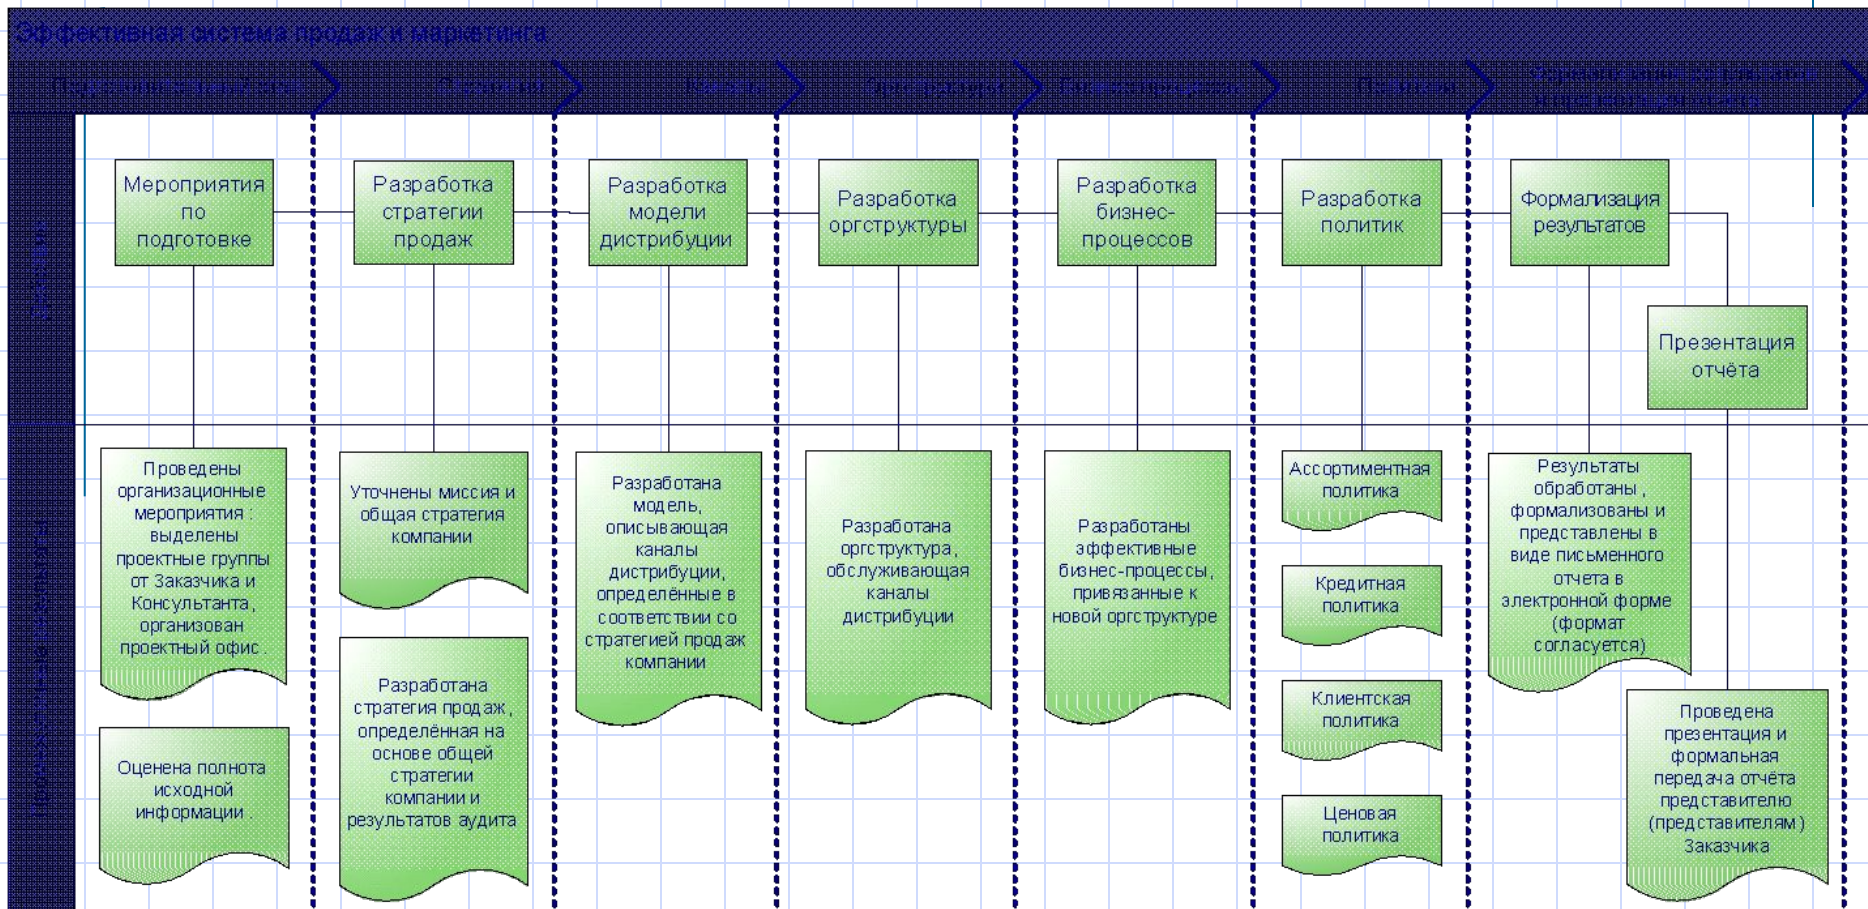 Эффективная система продаж и маркетинга
Оргструктуры
Бизнес-процессы
Мероприятия
по
подготовке
Разработка
стратегии
продаж
Разработка
модели
дистрибуции
Разработка
оргструктуры
Разработка
бизнес-
процессов
Разработка
политик
Формализация
результатов
Презентация
отчёта
Проведены
организационные
мероприятия :
выделены
проектные группы
от Заказчика и
Консультанта,
организован
проектный офис .
Оценена полнота
исходной
информации .
Уточнены миссия и
общая стратегия
компании
Разработана
стратегия продаж,
определённая на
основе общей
стратегии
компании и
результатов аудита
Разработана
модель,
описывающая
каналы
дистрибуции,
определённые в
соответствии со
стратегией продаж
компании
Разработана
оргструктура,
обслуживающая
каналы
дистрибуции
Разработаны
эффективные
бизнес-процессы,
привязанные к
новой оргструктуре
Ассортиментная
политика
Кредитная
политика
Клиентская
политика
Ценовая
политика
Результаты
обработаны ,
формализованы и
представлены в
виде письменного
отчета в
электронной форме
(формат
согласуется)
Проведена
презентация и
формальная
передача отчёта
представителю
(представителям )
Заказчика